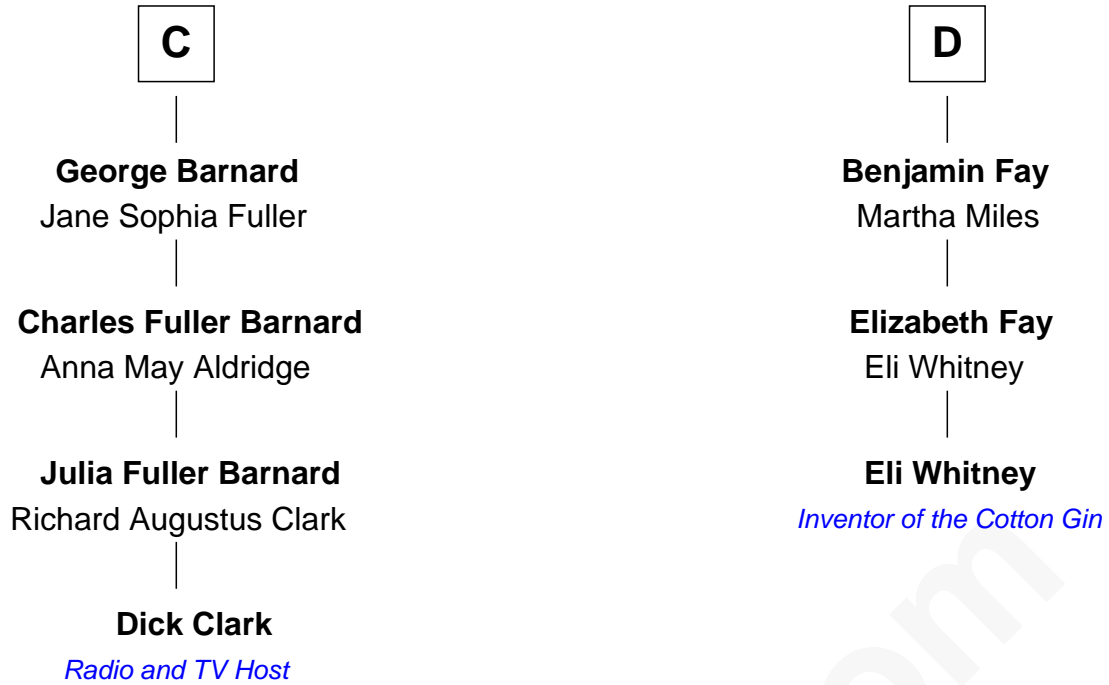 C
George Barnard
Jane Sophia Fuller
Charles Fuller Barnard
Anna May Aldridge
Julia Fuller Barnard
Richard Augustus Clark
Dick Clark
Radio and TV Host
D
Benjamin Fay
Martha Miles
Elizabeth Fay
Eli Whitney
Eli Whitney
Inventor of the Cotton Gin
om